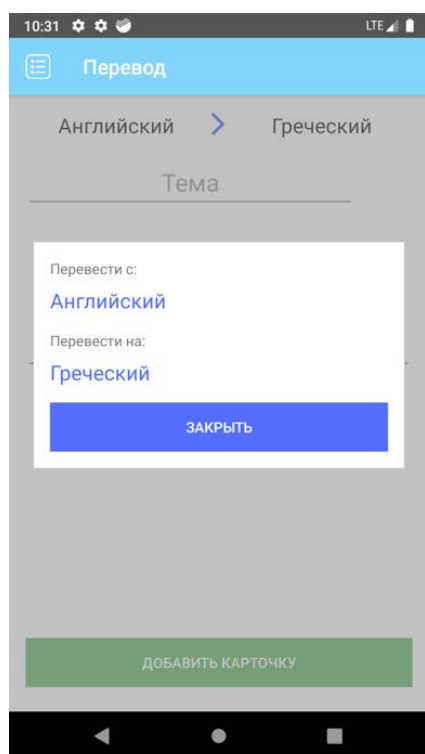 10:31 LTE
Перевод
Английский > Греческий
Тема
Перевести с:
Английский
Перевести на:
Греческий
ЗАКРЫТЬ
ДОБАВИТЬ КАРТОЧКУ